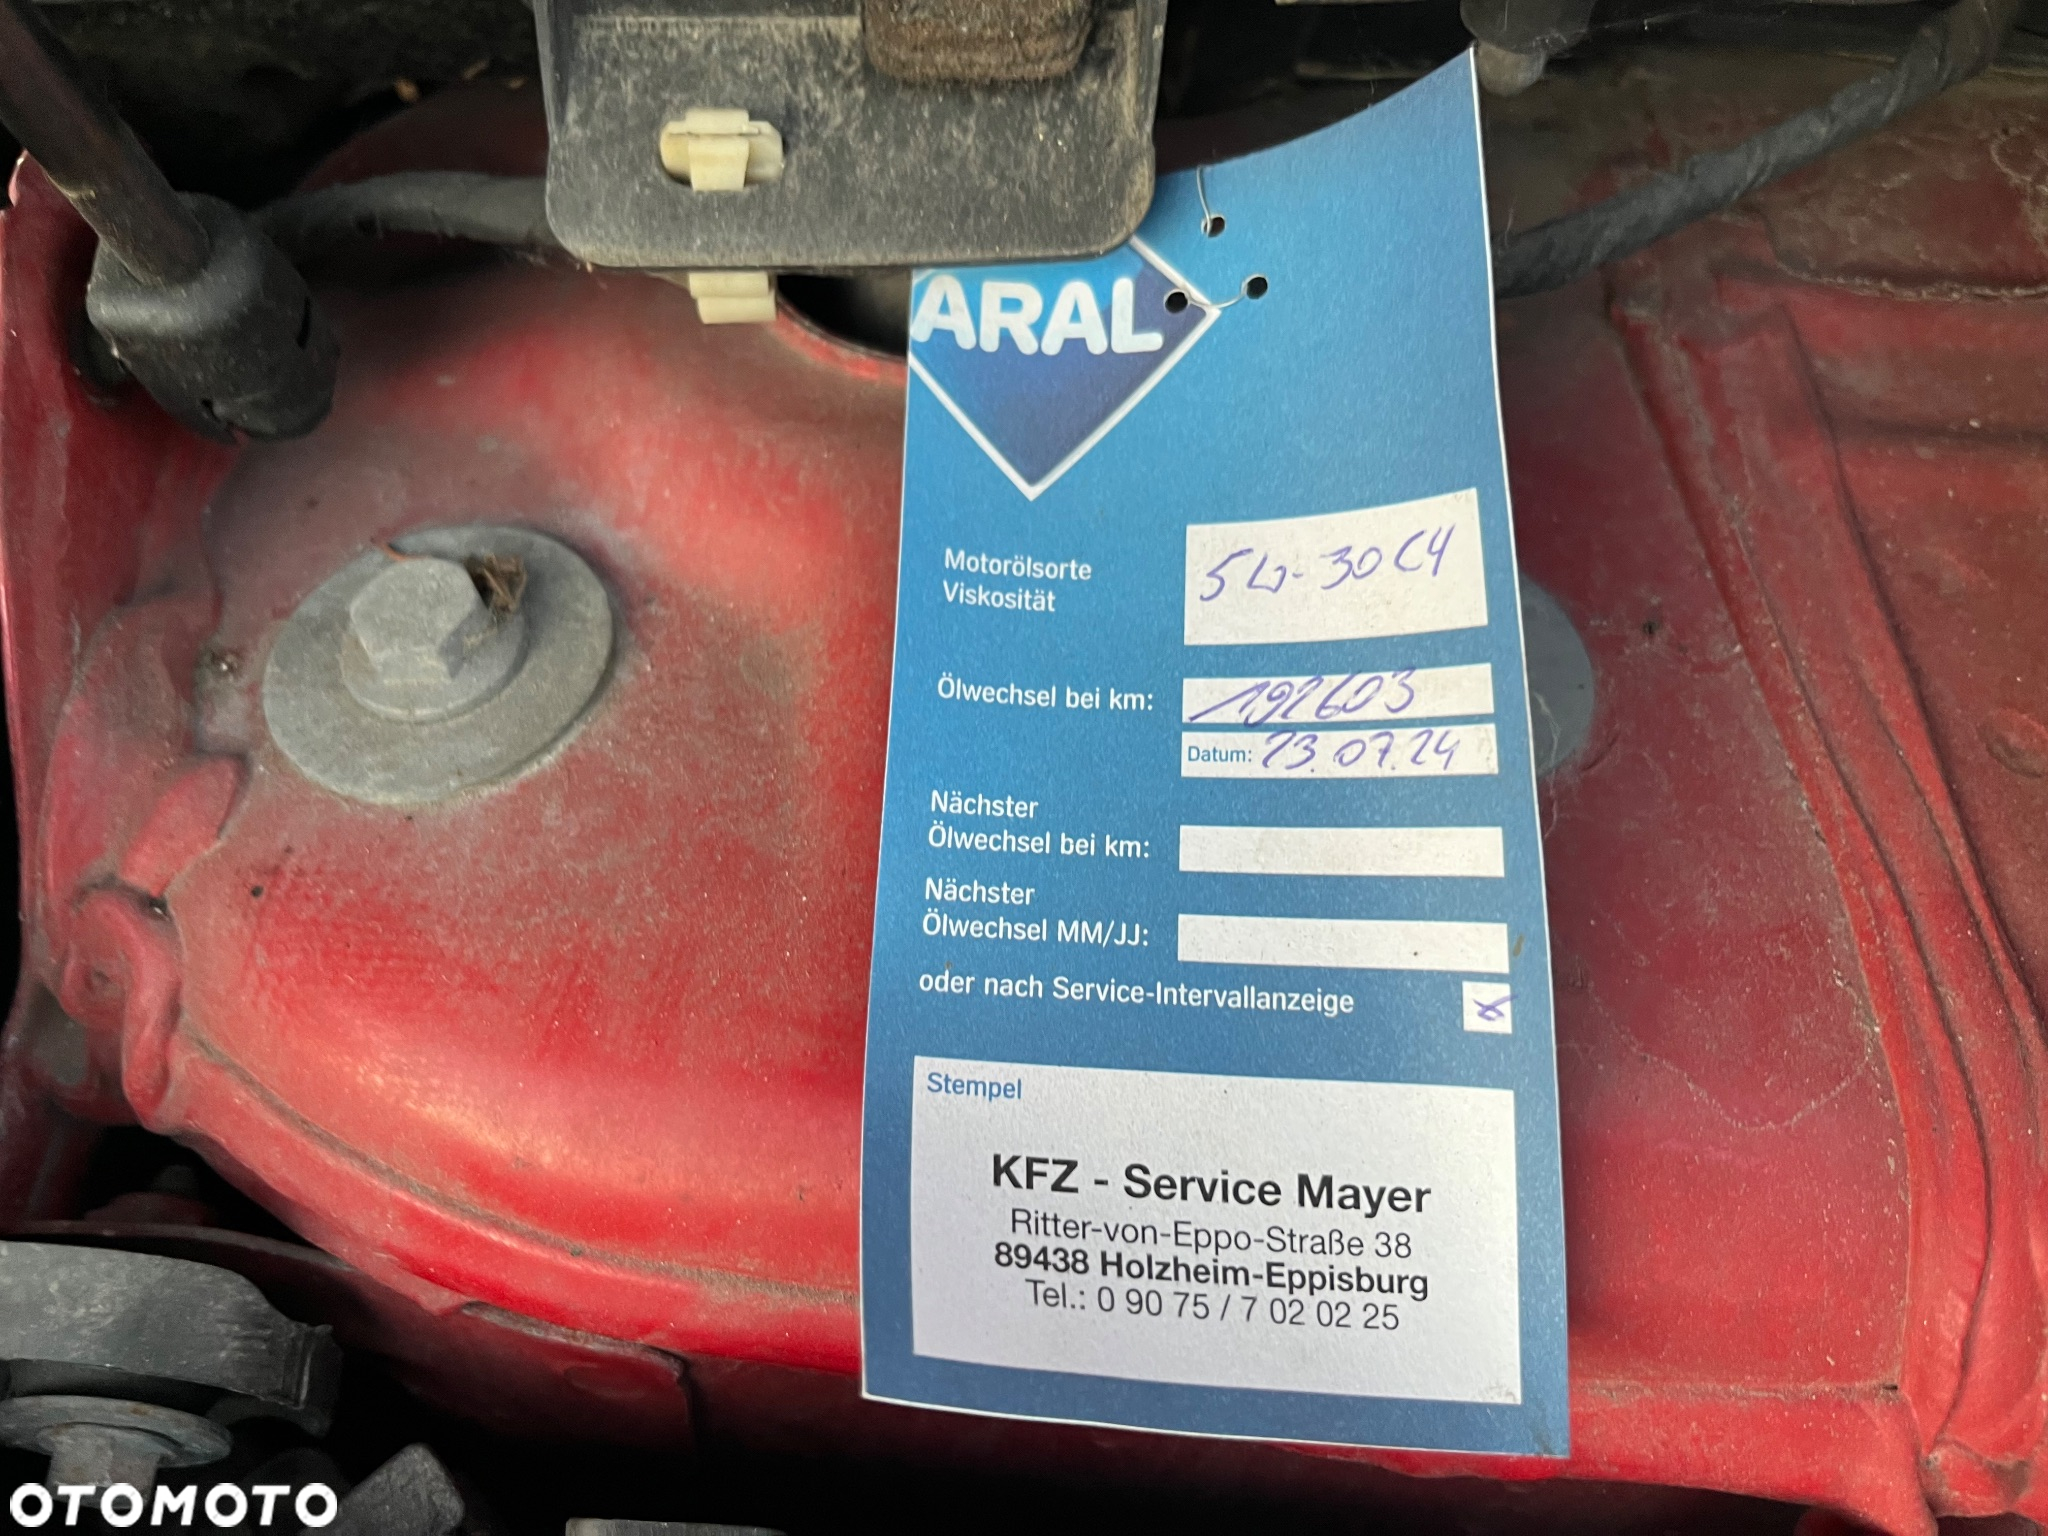 ARAL
Motorölsorte
Viskosität
5W-30 C4
Ölwechsel bei km:
192603
Datum: 23.07.24
Nächster
Ölwechsel bei km:
Nächster
Ölwechsel MM/JJ:
oder nach Service-Intervallanzeige
x
Stempel
KFZ - Service Mayer
Ritter-von-Eppo-Straße 38
89438 Holzheim-Eppisburg
Tel.: 0 90 75 / 7 02 02 25
OTOMOTO